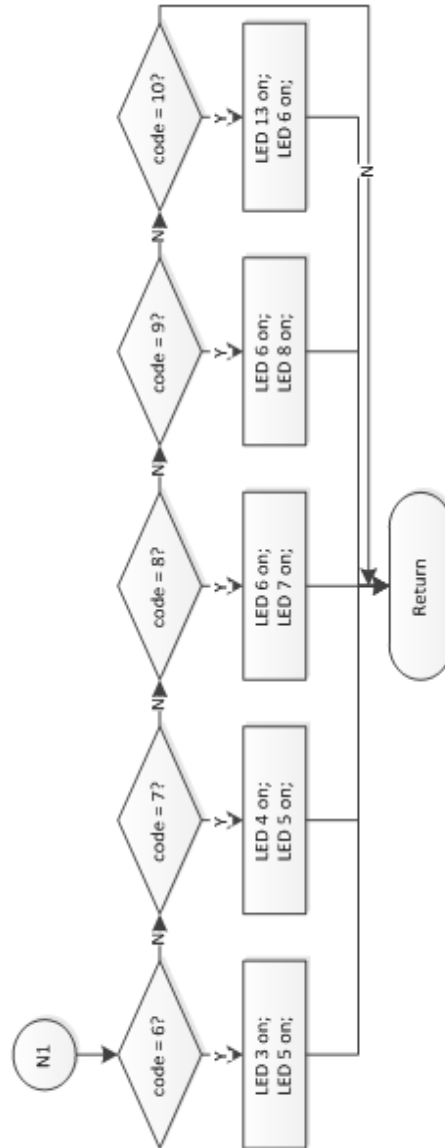 N1
code = 6?
N
code = 7?
N
code = 8?
N
code = 9?
N
code = 10?
Y
Y
Y
Y
Y
LED 3 on;
LED 5 on;
LED 4 on;
LED 5 on;
LED 6 on;
LED 7 on;
LED 6 on;
LED 8 on;
LED 13 on;
LED 6 on;
N
Return